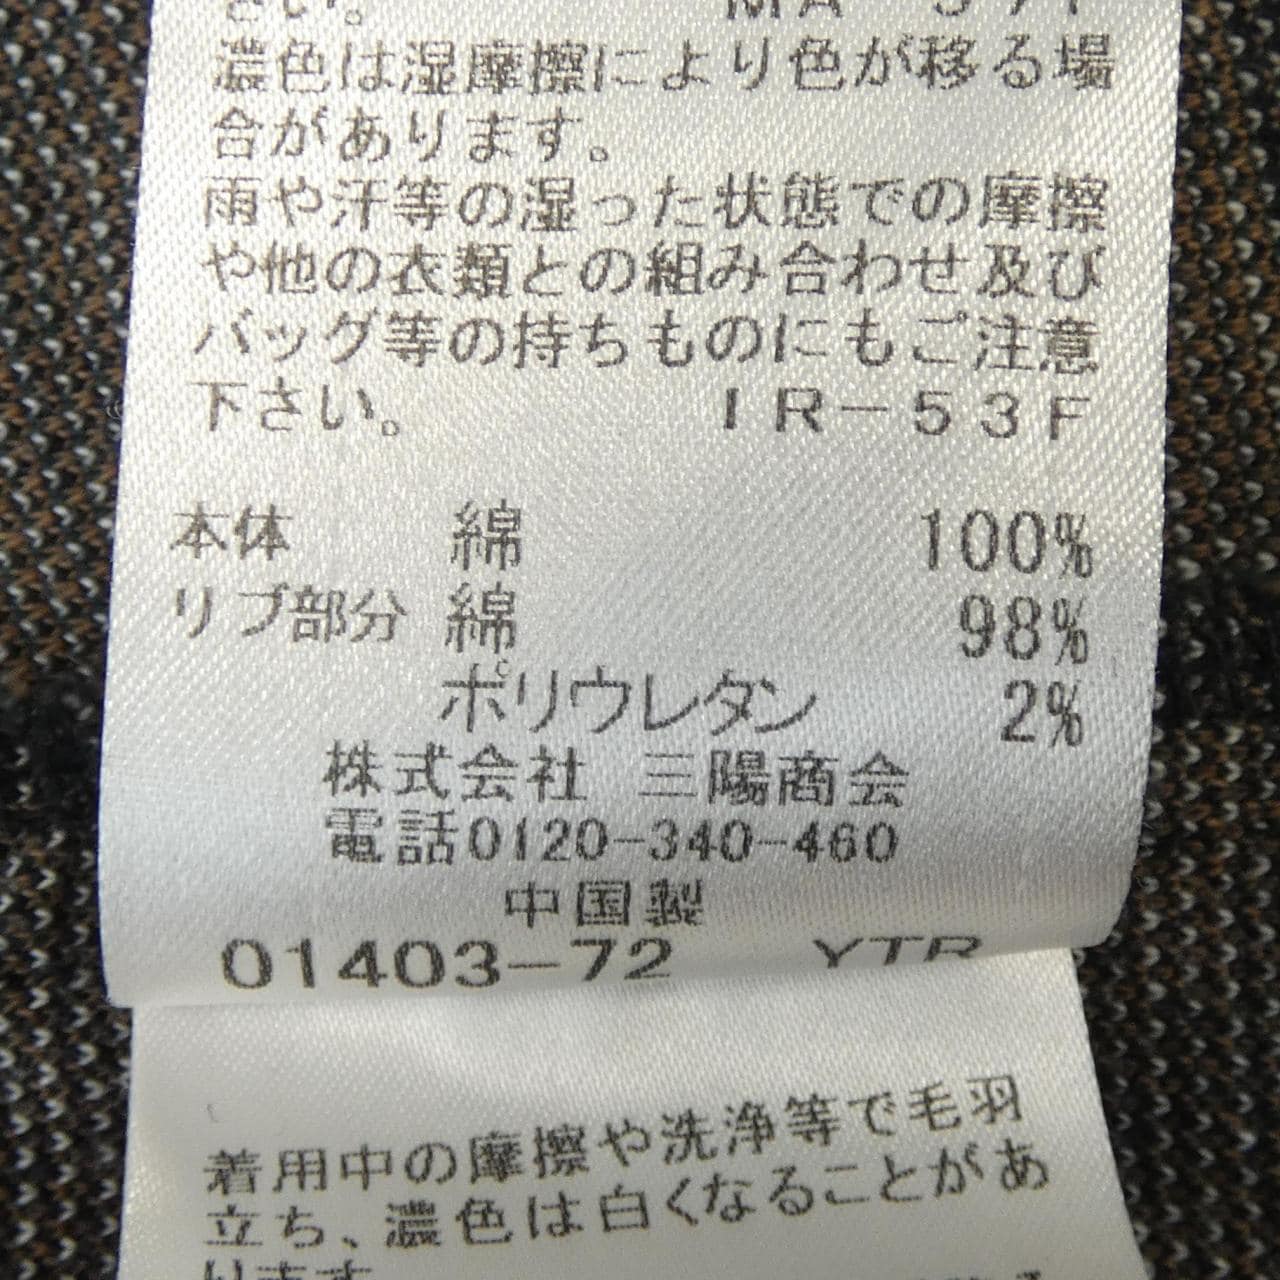 さい。
濃色は湿摩擦により色が移る場
合があります。
雨や汗等の湿った状態での摩擦
や他の衣類との組み合わせ及び
バッグ等の持ちものにもご注意
下さい。 IR-53F
本体 綿 100%
リブ部分 綿 98%
ポリウレタン 2%
株式会社 三陽商会
電話0120-340-460
中国製
01403-72 YTR
着用中の摩擦や洗浄等で毛羽
立ち、濃色は白くなることがあ
ります